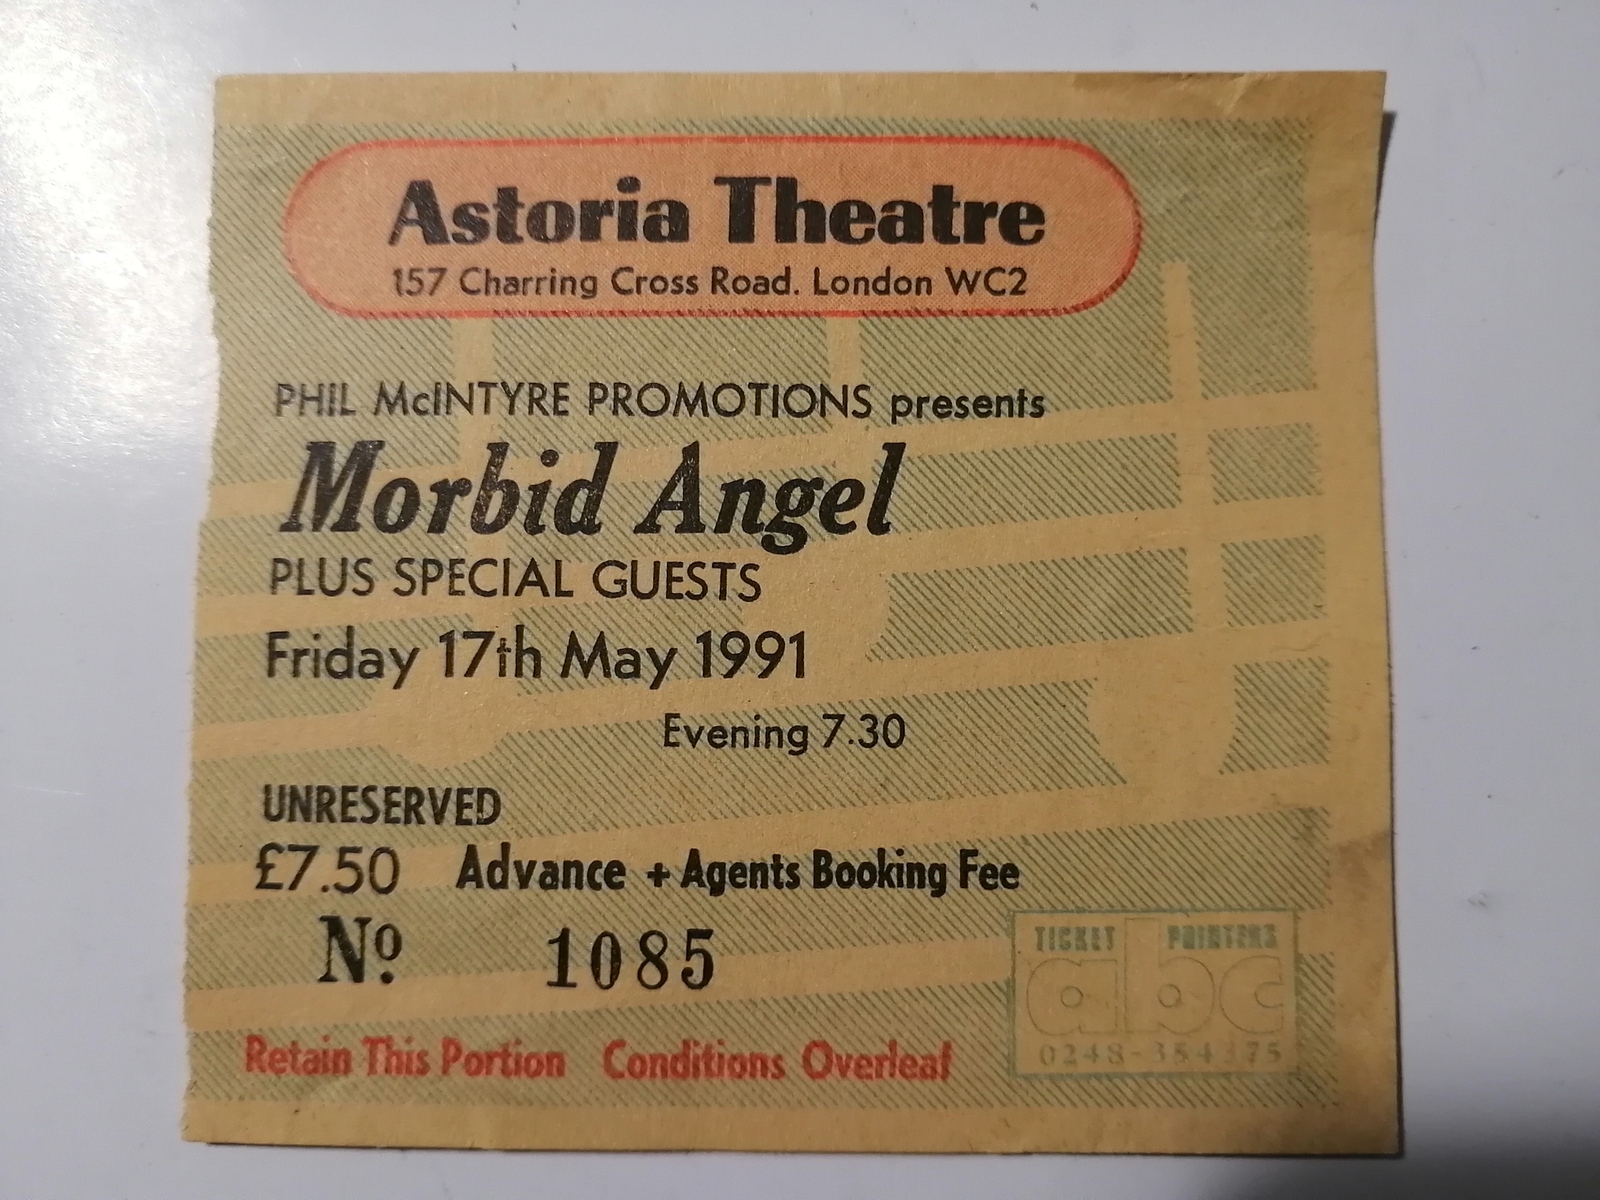 Astoria Theatre
157 Charring Cross Road. London WC2
PHIL McINTYRE PROMOTIONS presents
Morbid Angel
PLUS SPECIAL GUESTS
Friday 17th May 1991
Evening 7.30
UNRESERVED
£7.50 Advance + Agents Booking Fee
Nº 1085
TICKET PRINTERS
abc
Retain This Portion Conditions Overleaf